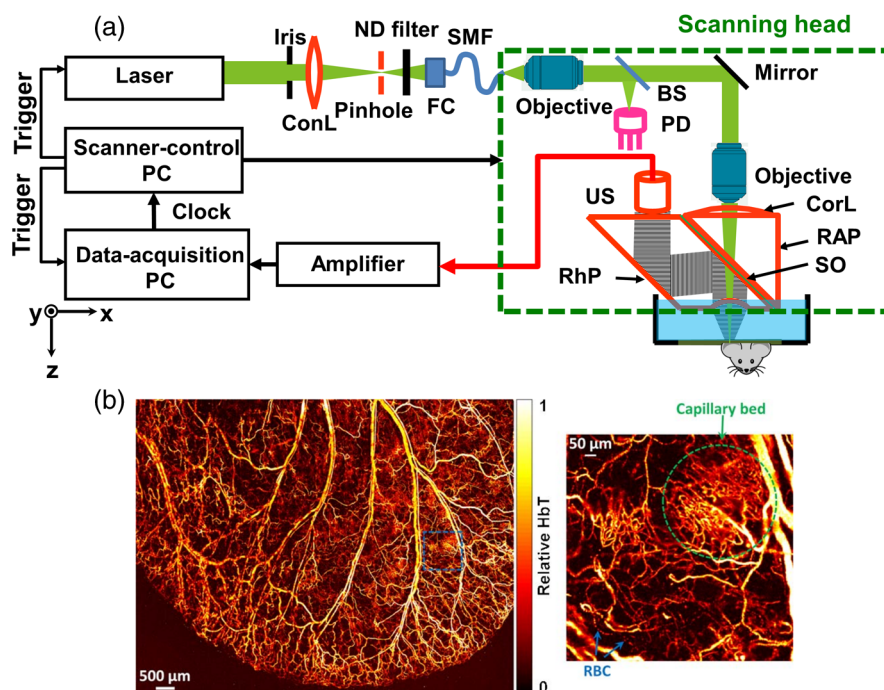 (a)
Scanning head
Iris
ND filter
SMF
Laser
Mirror
Pinhole
FC
Objective
BS
ConL
PD
Trigger
Scanner-control
PC
Objective
US
CorL
Trigger
Clock
RAP
Data-acquisition
PC
Amplifier
RhP
SO
y
x
z
(b)
1
Capillary bed
50 µm
Relative HbT
RBC
500 µm
0